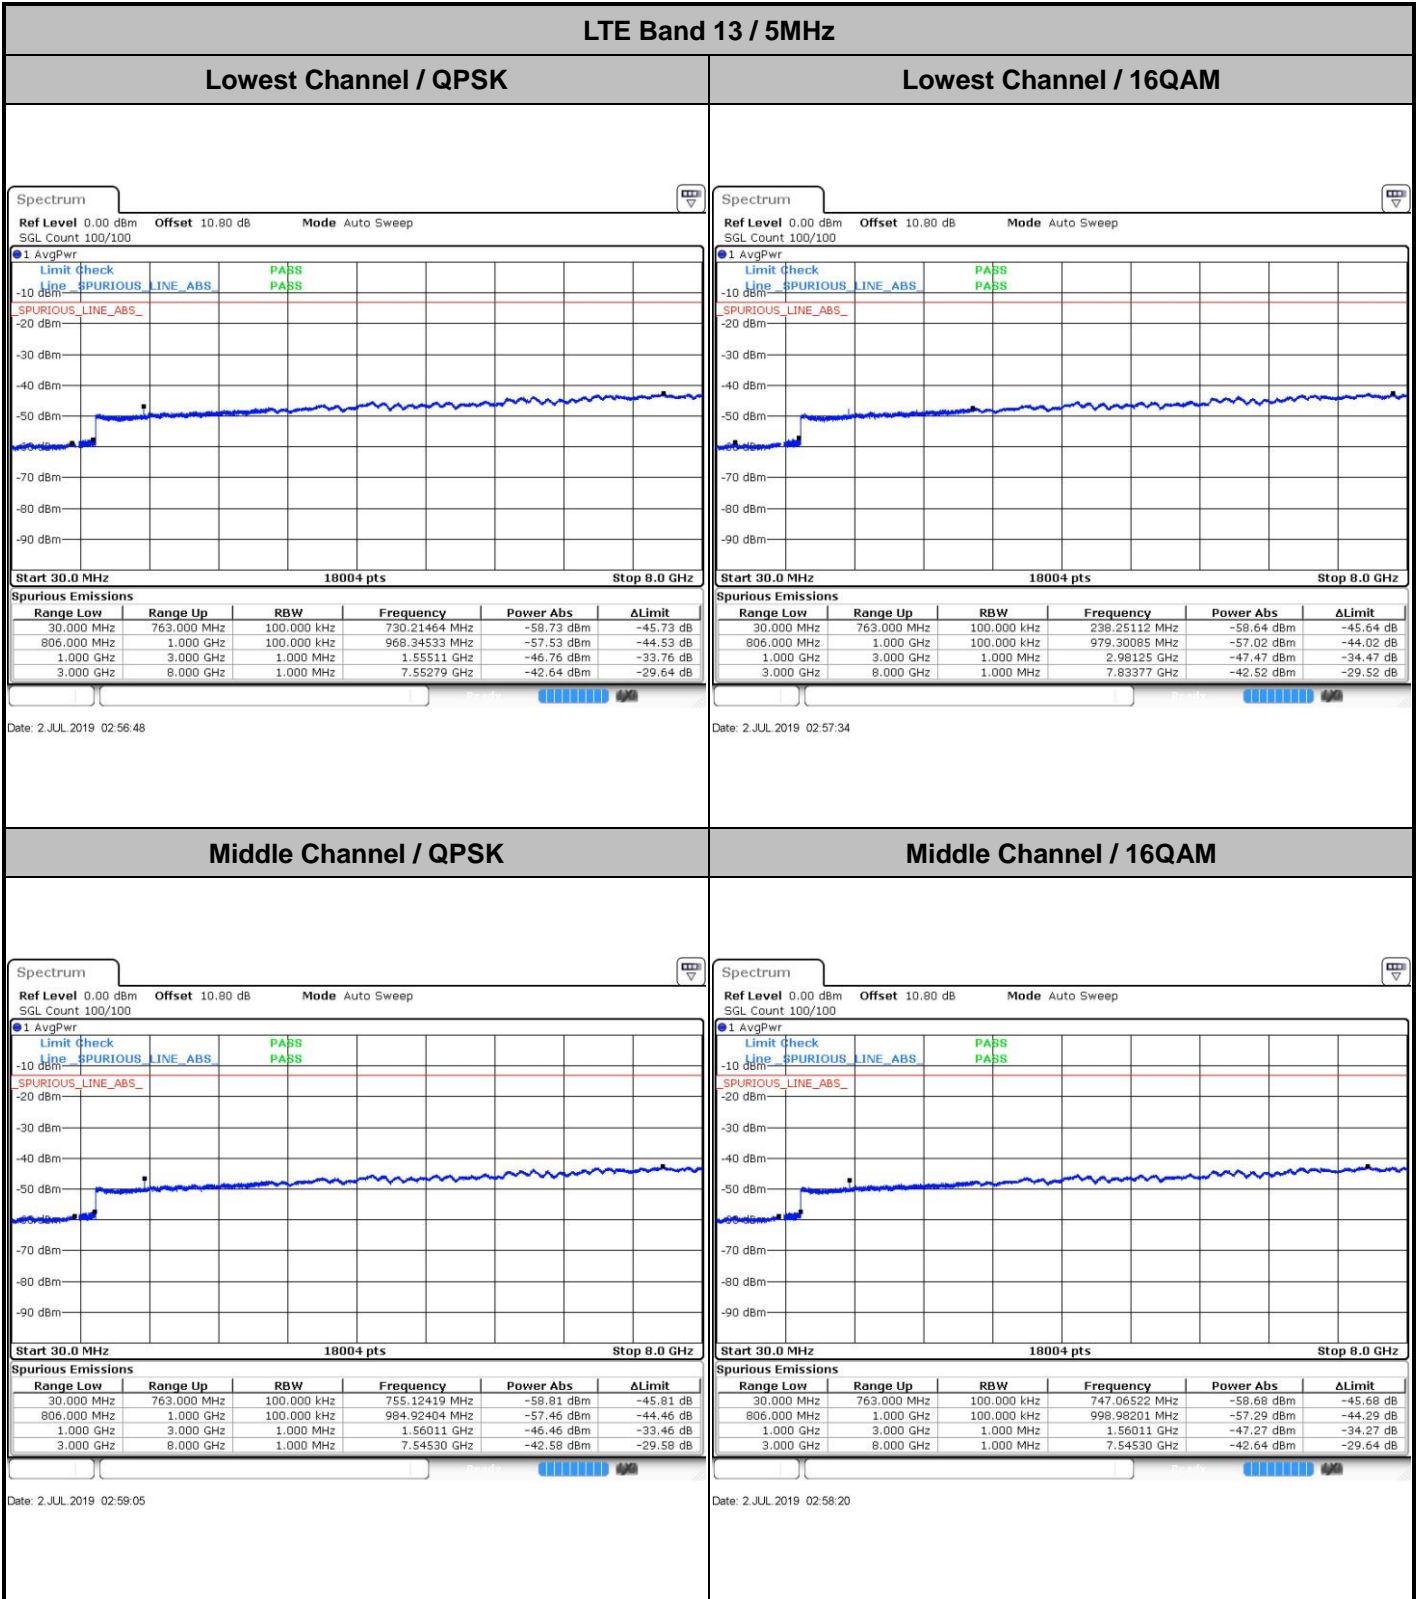 LTE Band 13 / 5MHz
Lowest Channel / QPSK
Lowest Channel / 16QAM
Spectrum
Ref Level 0.00 dBm Offset 10.80 dB Mode Auto Sweep
SGL Count 100/100
1 AvgPwr
Limit Check PASS
Line _SPURIOUS_LINE_ABS_ PASS
-10 dBm
_SPURIOUS_LINE_ABS_
-20 dBm
-30 dBm
-40 dBm
-50 dBm
-60 dBm
-70 dBm
-80 dBm
-90 dBm
Start 30.0 MHz 18004 pts Stop 8.0 GHz
Spurious Emissions
Range Low Range Up RBW Frequency Power Abs ΔLimit
30.000 MHz 763.000 MHz 100.000 kHz 730.21464 MHz -58.73 dBm -45.73 dB
806.000 MHz 1.000 GHz 100.000 kHz 968.34533 MHz -57.53 dBm -44.53 dB
1.000 GHz 3.000 GHz 1.000 MHz 1.55511 GHz -46.76 dBm -33.76 dB
3.000 GHz 8.000 GHz 1.000 MHz 7.55279 GHz -42.64 dBm -29.64 dB
Ready
Date: 2.JUL.2019 02:56:48
Spectrum
Ref Level 0.00 dBm Offset 10.80 dB Mode Auto Sweep
SGL Count 100/100
1 AvgPwr
Limit Check PASS
Line _SPURIOUS_LINE_ABS_ PASS
-10 dBm
_SPURIOUS_LINE_ABS_
-20 dBm
-30 dBm
-40 dBm
-50 dBm
-60 dBm
-70 dBm
-80 dBm
-90 dBm
Start 30.0 MHz 18004 pts Stop 8.0 GHz
Spurious Emissions
Range Low Range Up RBW Frequency Power Abs ΔLimit
30.000 MHz 763.000 MHz 100.000 kHz 238.25112 MHz -58.64 dBm -45.64 dB
806.000 MHz 1.000 GHz 100.000 kHz 979.30085 MHz -57.02 dBm -44.02 dB
1.000 GHz 3.000 GHz 1.000 MHz 2.98125 GHz -47.47 dBm -34.47 dB
3.000 GHz 8.000 GHz 1.000 MHz 7.83377 GHz -42.52 dBm -29.52 dB
Ready
Date: 2.JUL.2019 02:57:34
Middle Channel / QPSK
Middle Channel / 16QAM
Spectrum
Ref Level 0.00 dBm Offset 10.80 dB Mode Auto Sweep
SGL Count 100/100
1 AvgPwr
Limit Check PASS
Line _SPURIOUS_LINE_ABS_ PASS
-10 dBm
_SPURIOUS_LINE_ABS_
-20 dBm
-30 dBm
-40 dBm
-50 dBm
-60 dBm
-70 dBm
-80 dBm
-90 dBm
Start 30.0 MHz 18004 pts Stop 8.0 GHz
Spurious Emissions
Range Low Range Up RBW Frequency Power Abs ΔLimit
30.000 MHz 763.000 MHz 100.000 kHz 755.12419 MHz -58.81 dBm -45.81 dB
806.000 MHz 1.000 GHz 100.000 kHz 984.92404 MHz -57.46 dBm -44.46 dB
1.000 GHz 3.000 GHz 1.000 MHz 1.56011 GHz -46.46 dBm -33.46 dB
3.000 GHz 8.000 GHz 1.000 MHz 7.54530 GHz -42.58 dBm -29.58 dB
Ready
Date: 2.JUL.2019 02:59:05
Spectrum
Ref Level 0.00 dBm Offset 10.80 dB Mode Auto Sweep
SGL Count 100/100
1 AvgPwr
Limit Check PASS
Line _SPURIOUS_LINE_ABS_ PASS
-10 dBm
_SPURIOUS_LINE_ABS_
-20 dBm
-30 dBm
-40 dBm
-50 dBm
-60 dBm
-70 dBm
-80 dBm
-90 dBm
Start 30.0 MHz 18004 pts Stop 8.0 GHz
Spurious Emissions
Range Low Range Up RBW Frequency Power Abs ΔLimit
30.000 MHz 763.000 MHz 100.000 kHz 747.06522 MHz -58.68 dBm -45.68 dB
806.000 MHz 1.000 GHz 100.000 kHz 998.98201 MHz -57.29 dBm -44.29 dB
1.000 GHz 3.000 GHz 1.000 MHz 1.56011 GHz -47.27 dBm -34.27 dB
3.000 GHz 8.000 GHz 1.000 MHz 7.54530 GHz -42.64 dBm -29.64 dB
Ready
Date: 2.JUL.2019 02:58:20